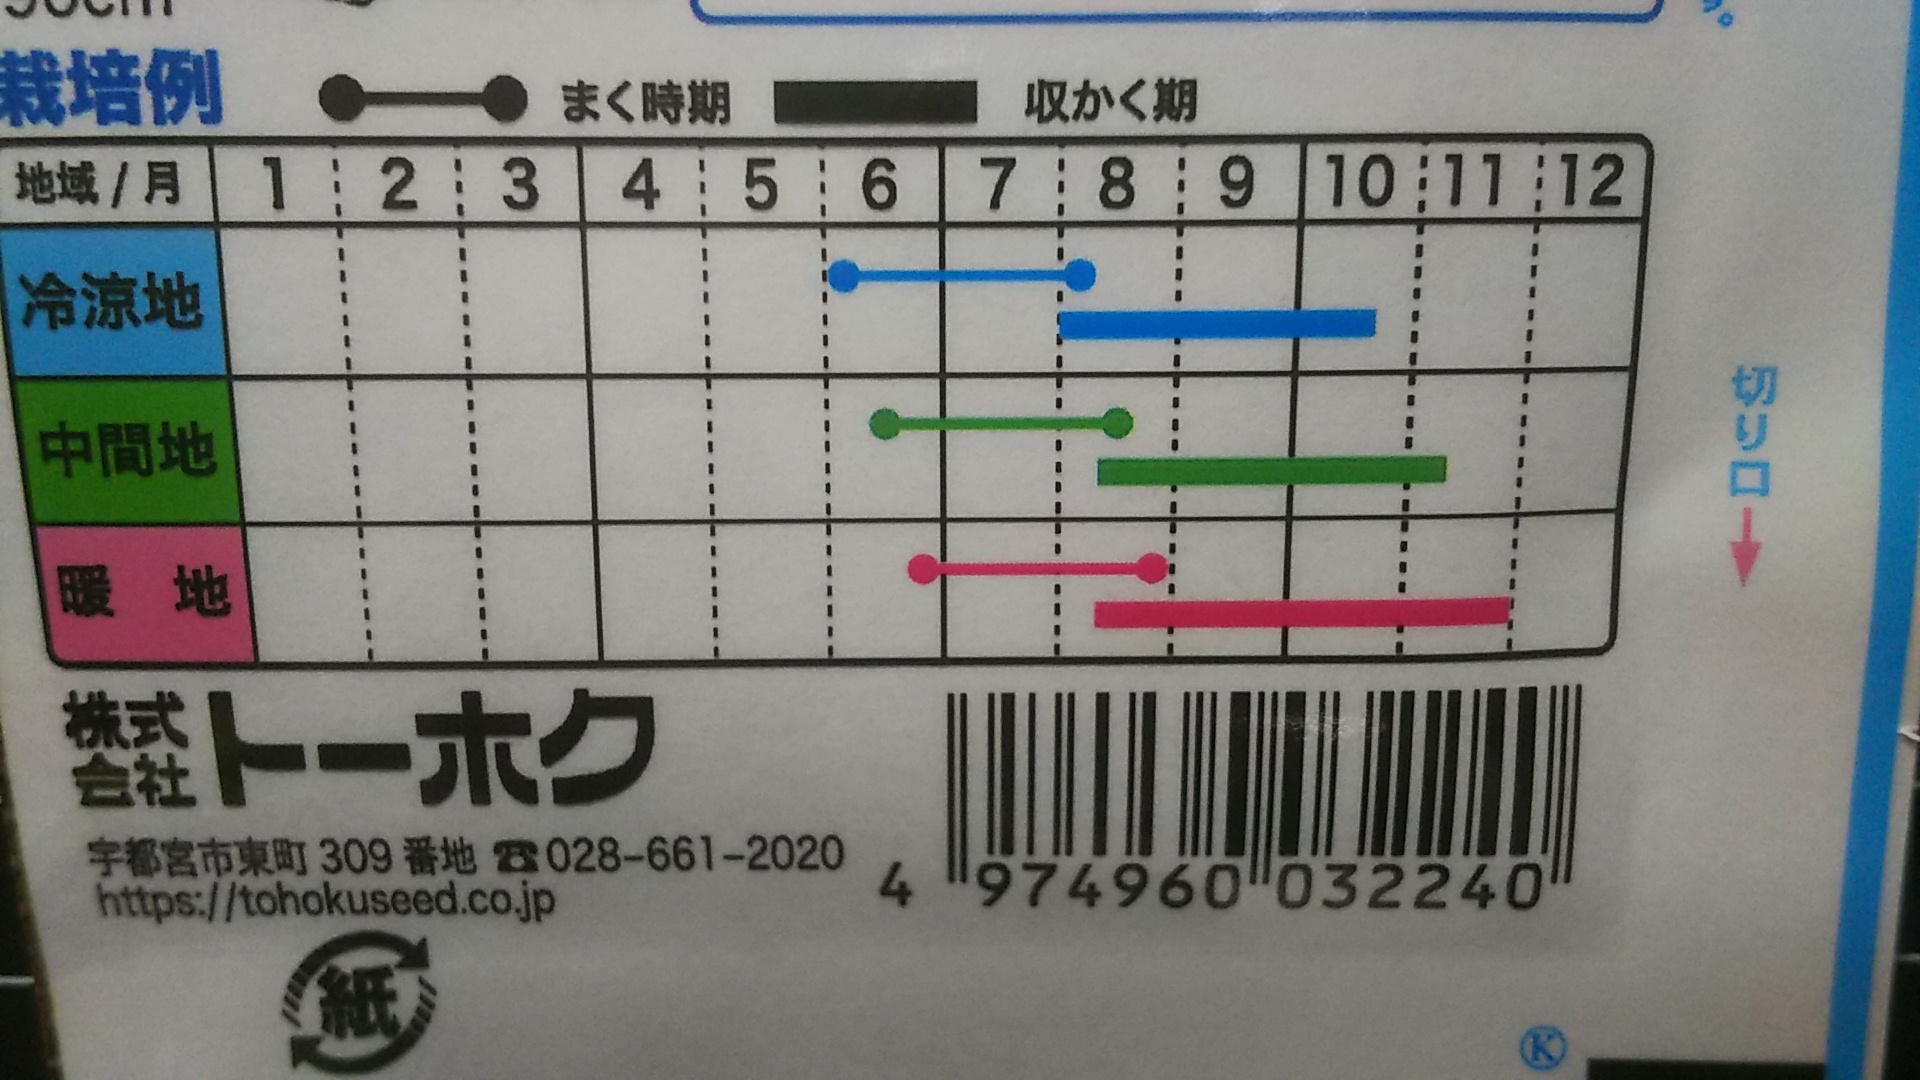 90cm
栽培例
まく時期 収かく期
地域/月 1 2 3 4 5 6 7 8 9 10 11 12
冷涼地
中間地
暖 地
切り口
株式会社トーホク
宇都宮市東町 309 番地 ☎028-661-2020
https://tohokuseed.co.jp
4 974960 032240
紙
Ⓚ